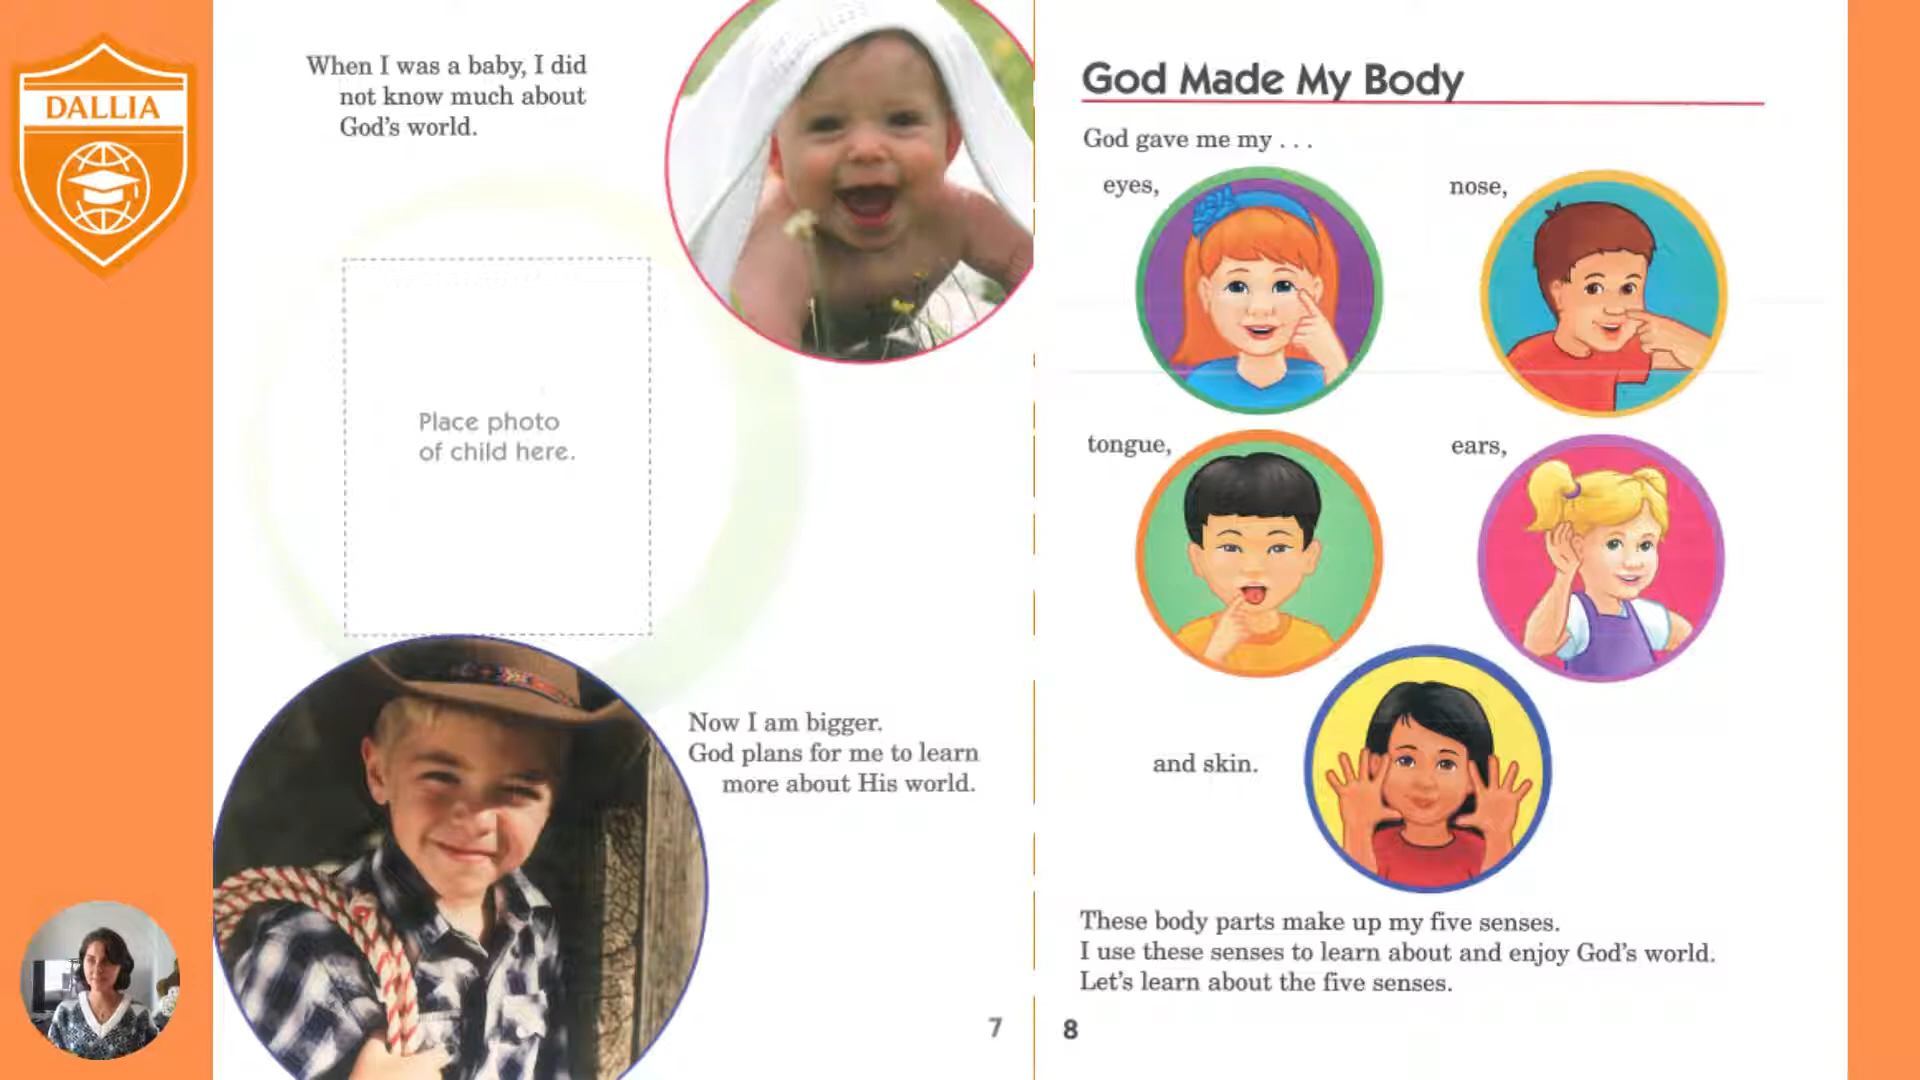 DALLIA
When I was a baby, I did
not know much about
God's world.
Place photo
of child here.
Now I am bigger.
God plans for me to learn
more about His world.
7
God Made My Body
God gave me my . . .
eyes,
nose,
tongue,
ears,
and skin.
These body parts make up my five senses.
I use these senses to learn about and enjoy God's world.
Let's learn about the five senses.
8